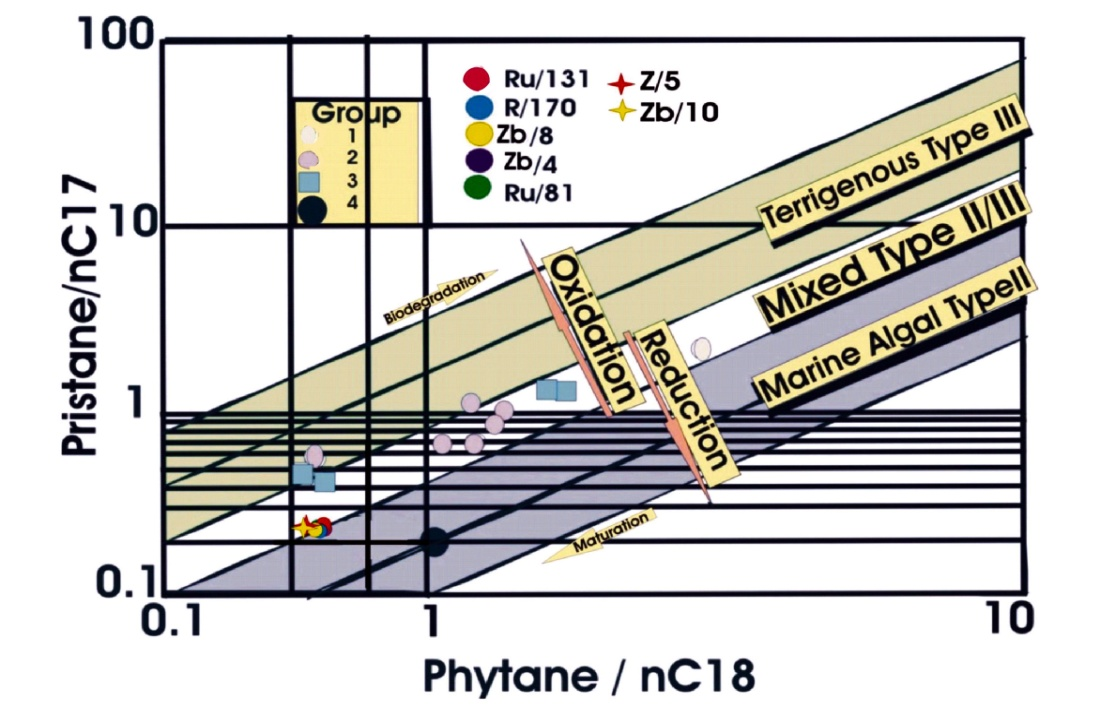 100
10
1
0.1
Pristane/nC17
Group
1
2
3
4
Ru/131
R/170
Zb/8
Zb/4
Ru/81
Z/5
Zb/10
Terrigenous Type III
Mixed Type II/III
Marine Algal TypeII
Biodegradation
Oxidation
Reduction
Maturation
0.1
1
10
Phytane / nC18